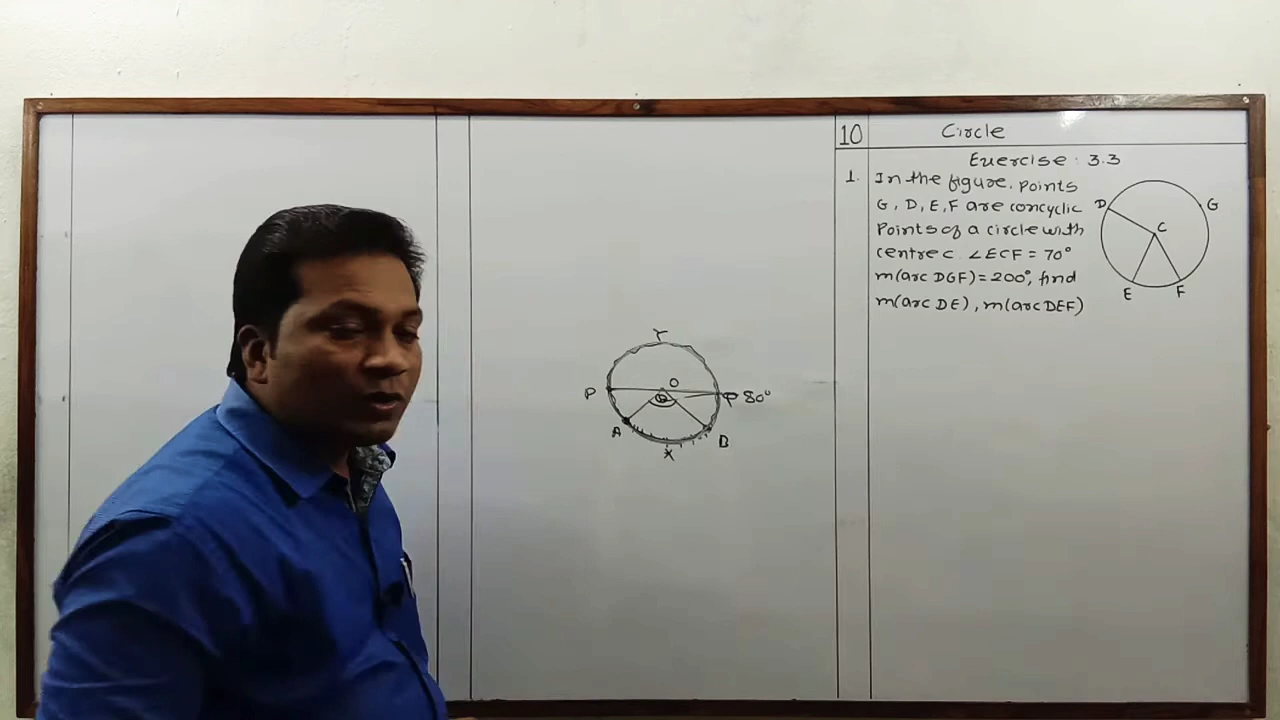 10 Circle
Exercise : 3.3
1. In the figure, Points
G, D, E, F are concyclic
Points of a circle with
centre C ∠ECF = 70°
m(arc DGF) = 200°, find
m(arc DE), m(arc DEF)
D
G
C
E
F
Y
O
P
80°
A
B
X